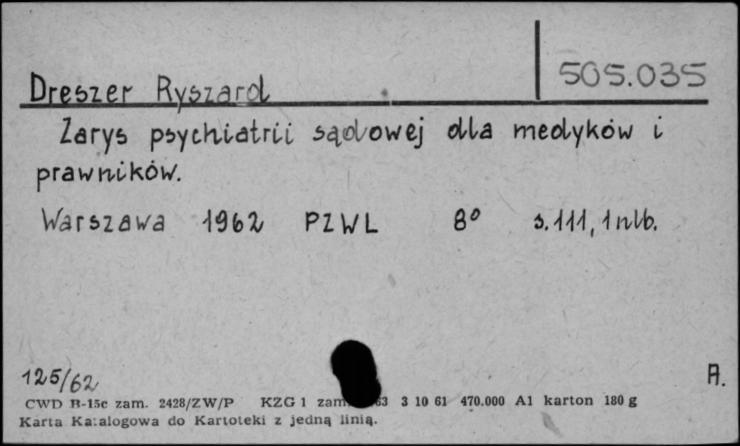 505.035
Dreszer Ryszard
Zarys psychiatrii sądowej dla medyków i
prawników.
Warszawa 1962 PZWL 8⁰ s. 111, 1 nlb.
125/62
A.
CWD B-15c zam. 2428/ZW/P KZG 1 zam. 63 3 10 61 470.000 A1 karton 180 g
Karta Katalogowa do Kartoteki z jedną linią.